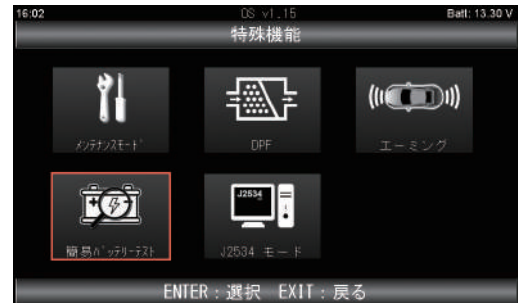 16:02 OS v1.15 Batt: 13.30 V
特殊機能
ﾒﾝﾃﾅﾝｽﾓｰﾄﾞ DPF エーミング
J2534
簡易ﾊﾞｯﾃﾘｰﾃｽﾄ J2534 モード
ENTER：選択 EXIT：戻る